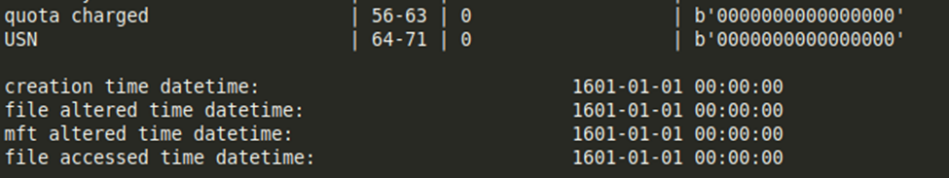 quota charged | 56-63 | 0 | b'0000000000000000'
USN | 64-71 | 0 | b'0000000000000000'
creation time datetime: 1601-01-01 00:00:00
file altered time datetime: 1601-01-01 00:00:00
mft altered time datetime: 1601-01-01 00:00:00
file accessed time datetime: 1601-01-01 00:00:00